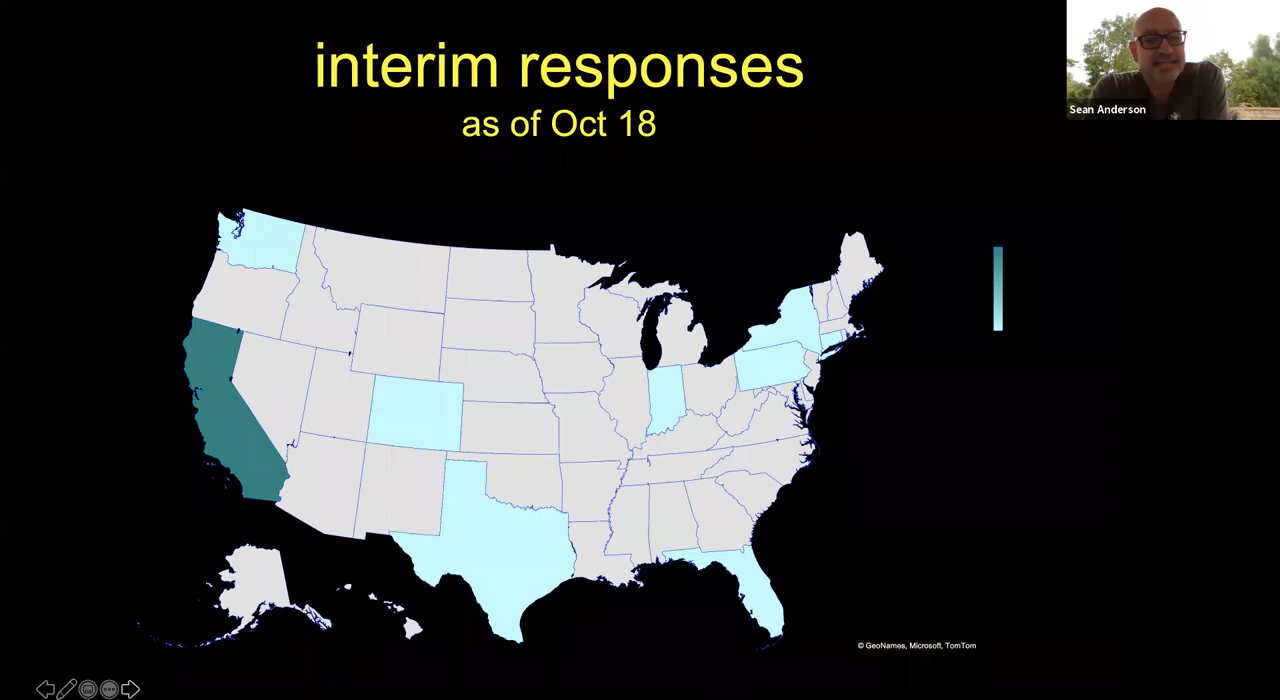 interim responses
as of Oct 18
Sean Anderson
© GeoNames, Microsoft, TomTom